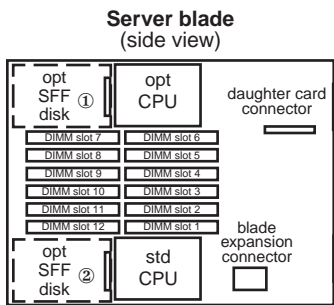 Server blade
(side view)
opt
SFF ①
disk
opt
CPU
daughter card
connector
DIMM slot 7
DIMM slot 6
DIMM slot 8
DIMM slot 5
DIMM slot 9
DIMM slot 4
DIMM slot 10
DIMM slot 3
DIMM slot 11
DIMM slot 2
DIMM slot 12
DIMM slot 1
opt
SFF ②
disk
std
CPU
blade
expansion
connector